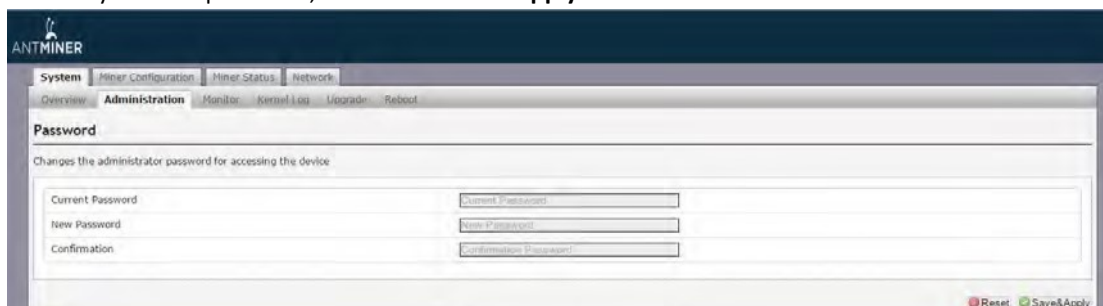 ANTMINER
System Miner Configuration Miner Status Network
Overview Administration Monitor Kernel Log Upgrade Reboot
Password
Changes the administrator password for accessing the device
Current Password Current Password
New Password New Password
Confirmation Confirmation Password
Reset Save&Apply